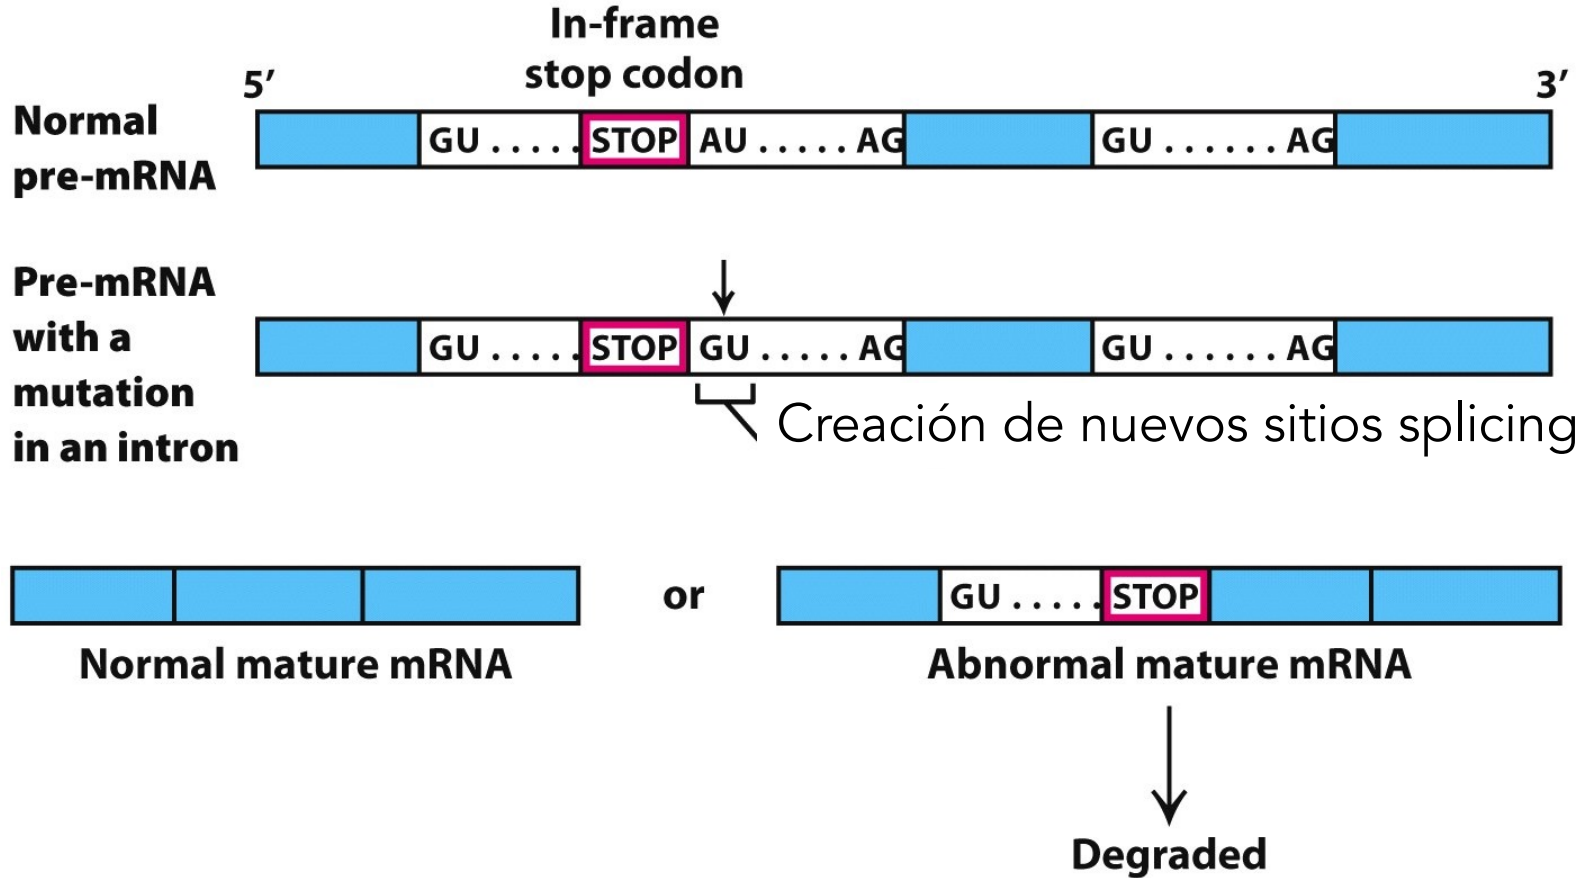 In-frame
stop codon
5’ 3’
Normal
pre-mRNA
GU ..... STOP AU ..... AG GU ...... AG
Pre-mRNA
with a
mutation
in an intron
GU ..... STOP GU ..... AG GU ...... AG
Creación de nuevos sitios splicing
or
GU ..... STOP
Normal mature mRNA
Abnormal mature mRNA
Degraded